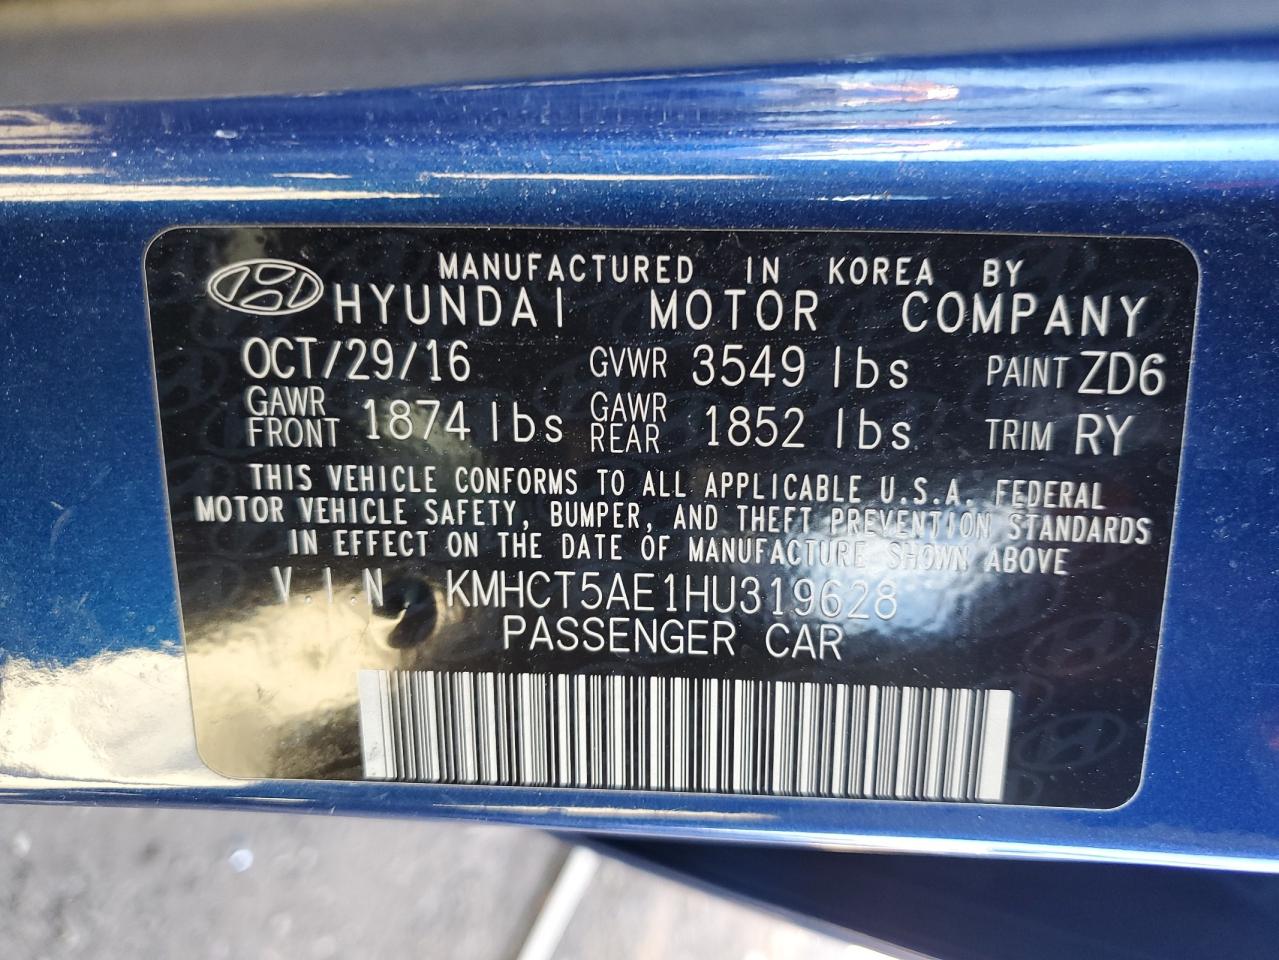 MANUFACTURED IN KOREA BY
HYUNDAI MOTOR COMPANY
OCT/29/16 GVWR 3549 lbs PAINT ZD6
GAWR FRONT 1874 lbs GAWR REAR 1852 lbs TRIM RY
THIS VEHICLE CONFORMS TO ALL APPLICABLE U.S.A. FEDERAL
MOTOR VEHICLE SAFETY, BUMPER, AND THEFT PREVENTION STANDARDS
IN EFFECT ON THE DATE OF MANUFACTURE SHOWN ABOVE
V.I.N KMHCT5AE1HU319628
PASSENGER CAR